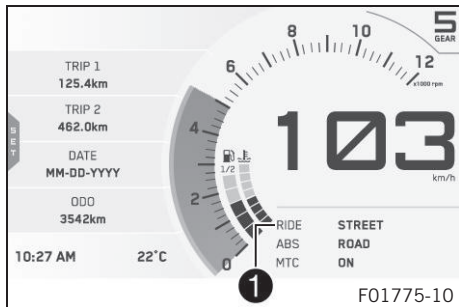 5
GEAR
TRIP 1
125.4km
TRIP 2
462.0km
DATE
MM-DD-YYYY
ODO
3542km
10:27 AM 22°C
SET
0
2
4
6
8
10
12
x1000 rpm
1/2
103
km/h
RIDE STREET
ABS ROAD
MTC ON
1
F01775-10